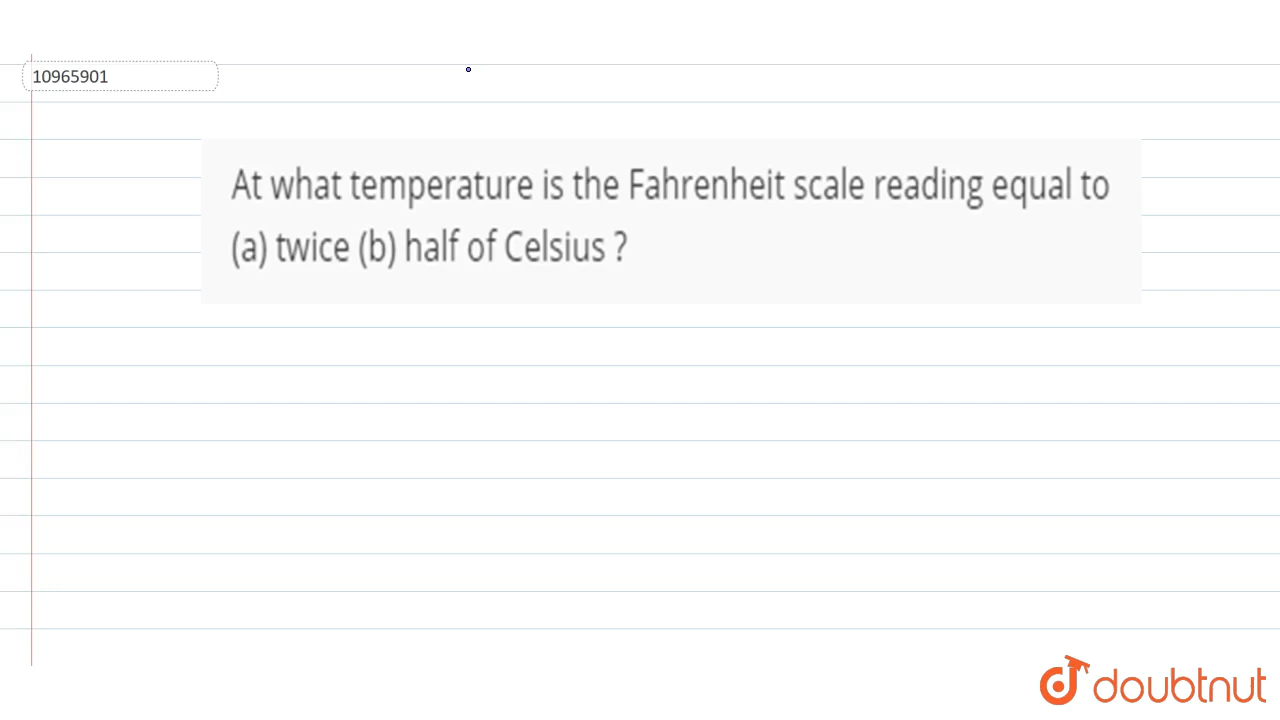 10965901
At what temperature is the Fahrenheit scale reading equal to
(a) twice (b) half of Celsius ?
doubtnut